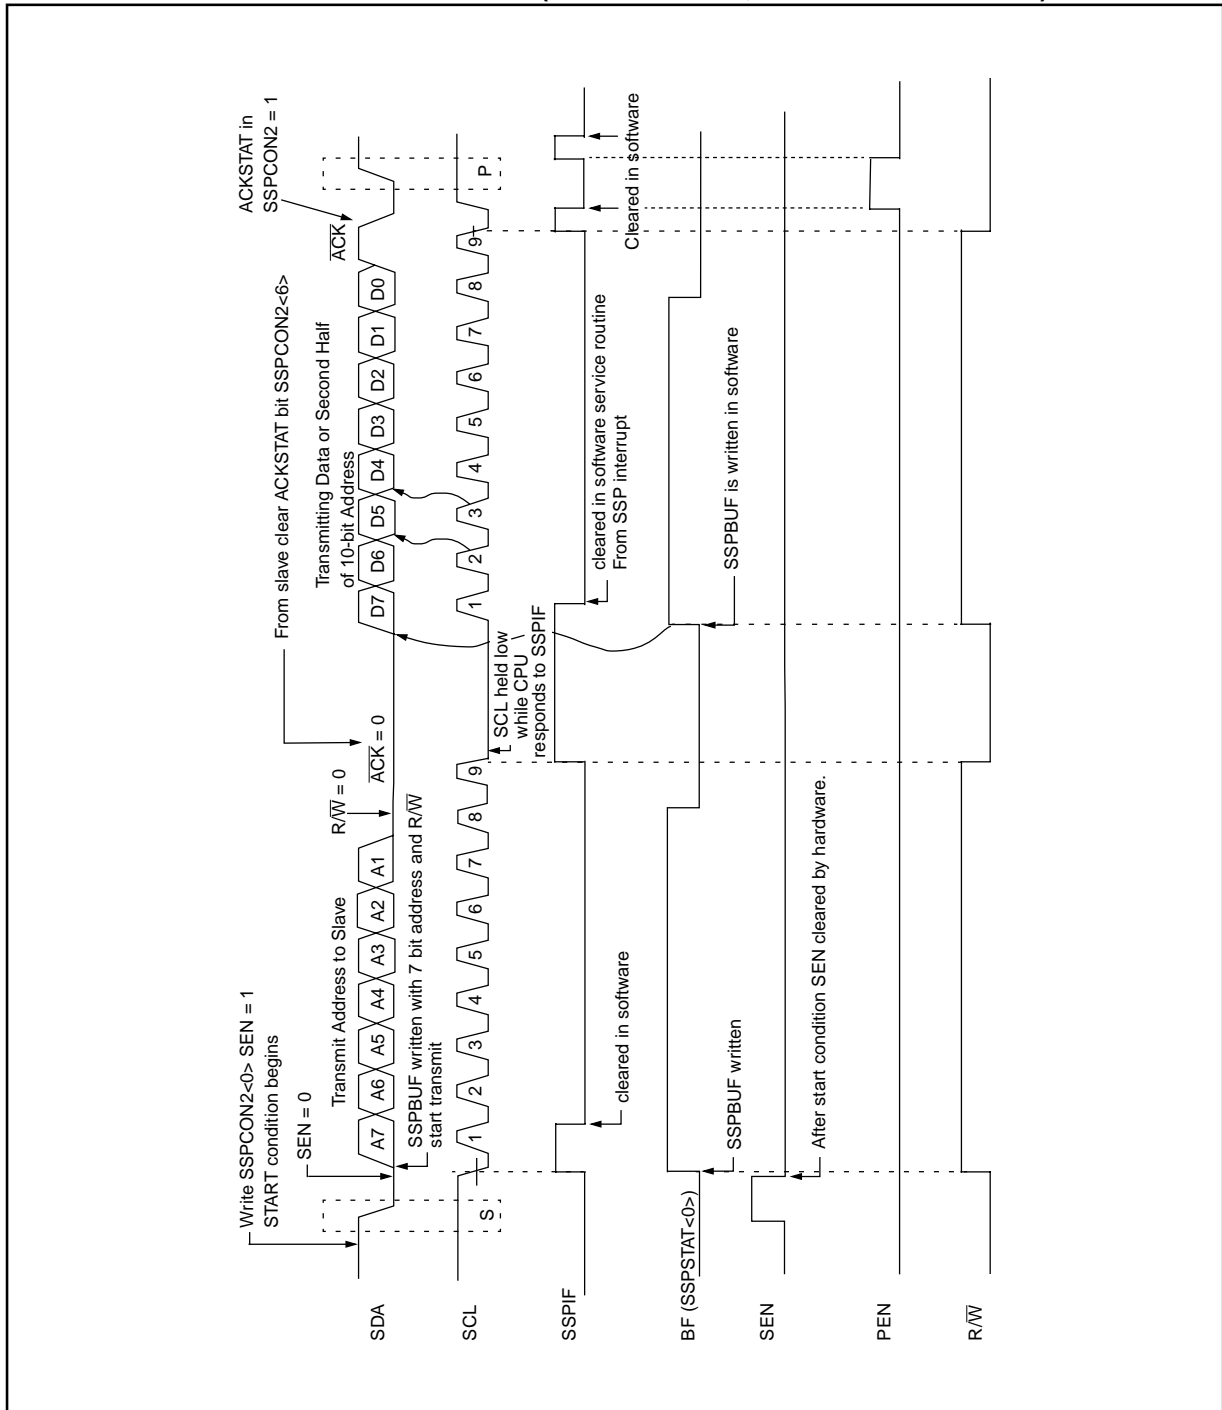 Write SSPCON2<0> SEN = 1
START condition begins
SEN = 0
Transmit Address to Slave
R/W = 0
ACK = 0
From slave clear ACKSTAT bit SSPCON2<6>
Transmitting Data or Second Half
of 10-bit Address
ACK
ACKSTAT in
SSPCON2 = 1
SDA
A7 A6 A5 A4 A3 A2 A1
D7 D6 D5 D4 D3 D2 D1 D0
SSPBUF written with 7 bit address and R/W
start transmit
SCL
S
1 2 3 4 5 6 7 8 9
1 2 3 4 5 6 7 8 9
P
SCL held low
while CPU
responds to SSPIF
SSPIF
cleared in software
cleared in software service routine
From SSP interrupt
Cleared in software
BF (SSPSTAT<0>)
SSPBUF written
SSPBUF is written in software
SEN
After start condition SEN cleared by hardware.
PEN
R/W